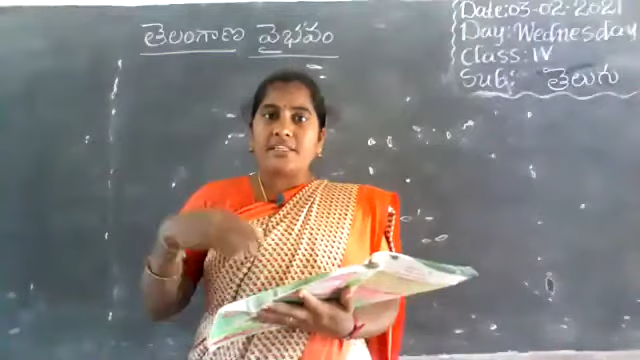 తెలంగాణ వైభవం
Date:03-02-2021
Day: Wednesday
Class: IV
Sub: తెలుగు